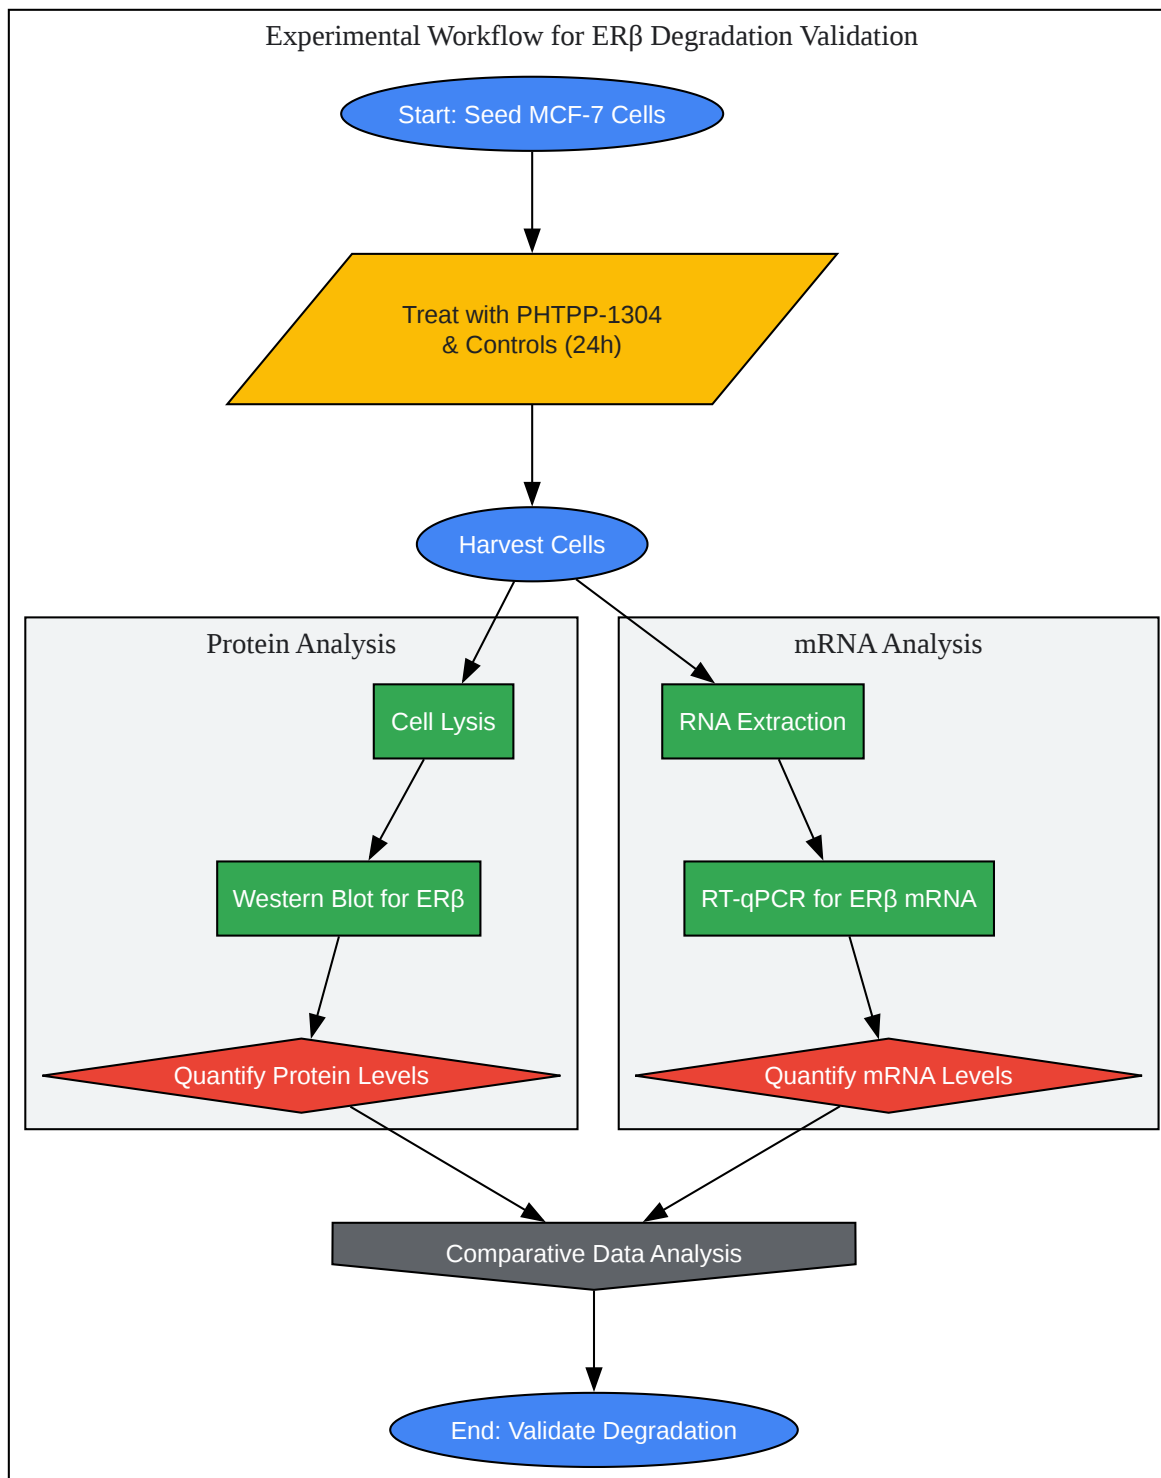 Experimental Workflow for ERβ Degradation Validation
Start: Seed MCF-7 Cells
Treat with PHTPP-1304
& Controls (24h)
Harvest Cells
Protein Analysis
Cell Lysis
Western Blot for ERβ
Quantify Protein Levels
mRNA Analysis
RNA Extraction
RT-qPCR for ERβ mRNA
Quantify mRNA Levels
Comparative Data Analysis
End: Validate Degradation